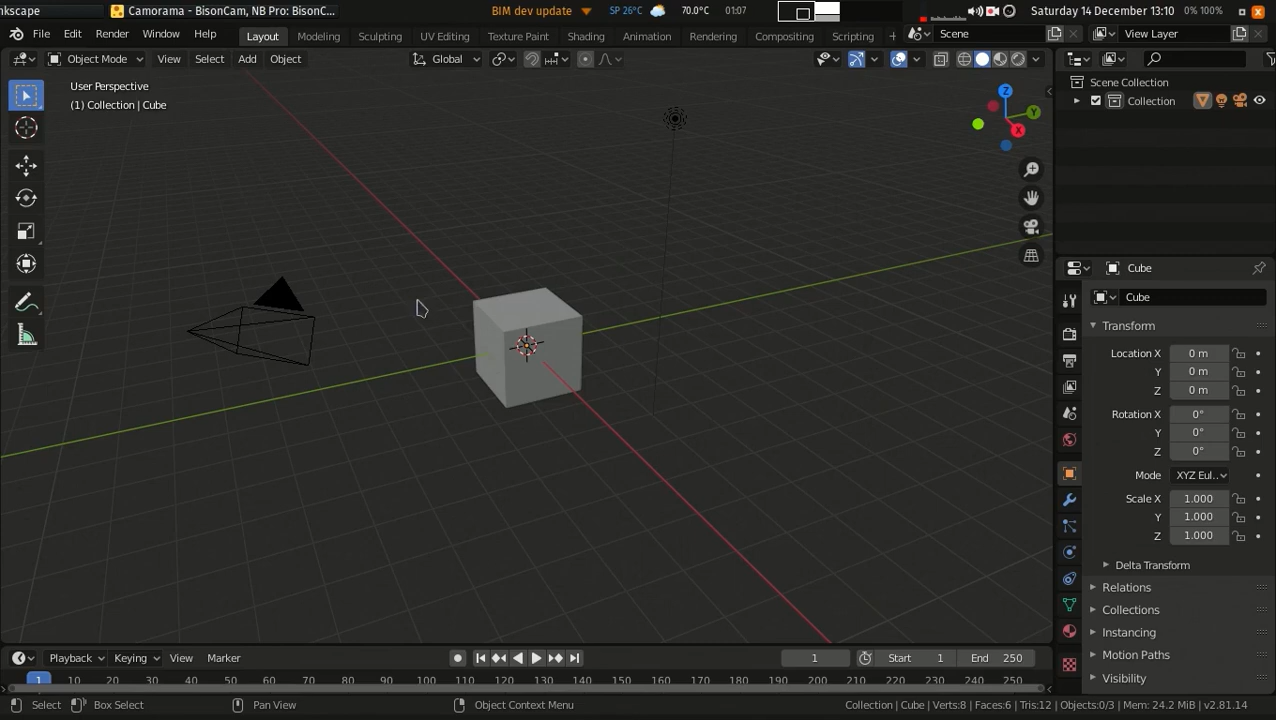 nkscape
Camorama - BisonCam, NB Pro: BisonC...
BIM dev update
SP 26°C
70.0°C
01:07
Saturday 14 December 13:10
0% 100%
File Edit Render Window Help
Layout Modeling Sculpting UV Editing Texture Paint Shading Animation Rendering Compositing Scripting +
Scene
View Layer
Object Mode View Select Add Object
Global
User Perspective
(1) Collection | Cube
Z
Y
X
Scene Collection
Collection
Cube
Cube
Transform
Location X 0 m
Y 0 m
Z 0 m
Rotation X 0°
Y 0°
Z 0°
Mode XYZ Eul..
Scale X 1.000
Y 1.000
Z 1.000
Delta Transform
Relations
Collections
Instancing
Motion Paths
Visibility
Playback Keying View Marker
1
Start 1
End 250
1 10 20 30 40 50 60 70 80 90 100 110 120 130 140 150 160 170 180 190 200 210 220 230 240 250
Select Box Select Pan View Object Context Menu
Collection | Cube | Verts:8 | Faces:6 | Tris:12 | Objects:0/3 | Mem: 24.2 MiB | v2.81.14